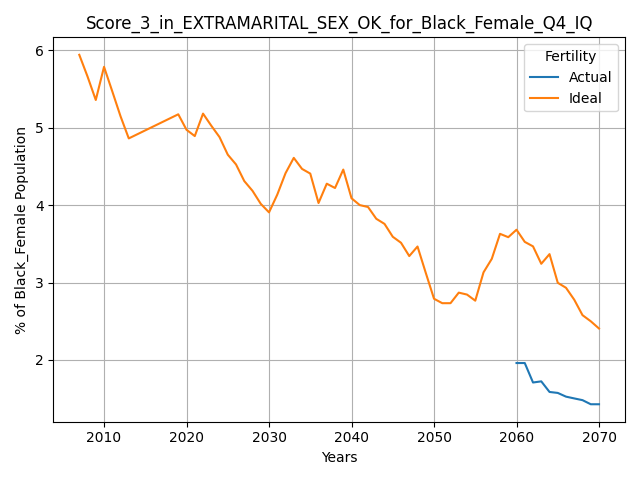 Score_3_in_EXTRAMARITAL_SEX_OK_for_Black_Female_Q4_IQ
Fertility
Actual
Ideal
% of Black_Female Population
6
5
4
3
2
2010 2020 2030 2040 2050 2060 2070
Years